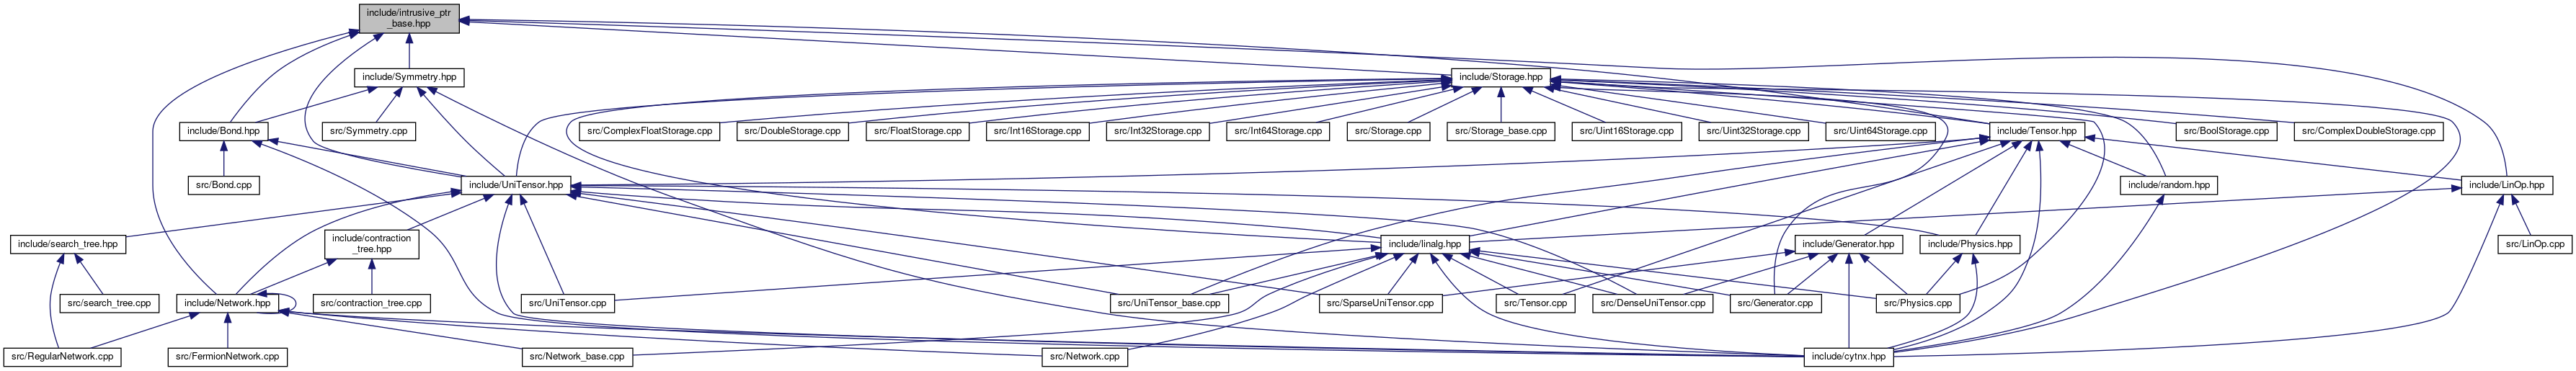 include/intrusive_ptr
_base.hpp
include/Symmetry.hpp
include/Storage.hpp
include/Bond.hpp
src/Symmetry.cpp
src/ComplexFloatStorage.cpp
src/DoubleStorage.cpp
src/FloatStorage.cpp
src/Int16Storage.cpp
src/Int32Storage.cpp
src/Int64Storage.cpp
src/Storage.cpp
src/Storage_base.cpp
src/Uint16Storage.cpp
src/Uint32Storage.cpp
src/Uint64Storage.cpp
include/Tensor.hpp
src/BoolStorage.cpp
src/ComplexDoubleStorage.cpp
src/Bond.cpp
include/UniTensor.hpp
include/random.hpp
include/LinOp.hpp
include/search_tree.hpp
include/contraction
_tree.hpp
include/linalg.hpp
include/Generator.hpp
include/Physics.hpp
src/LinOp.cpp
src/search_tree.cpp
include/Network.hpp
src/contraction_tree.cpp
src/UniTensor.cpp
src/UniTensor_base.cpp
src/SparseUniTensor.cpp
src/Tensor.cpp
src/DenseUniTensor.cpp
src/Generator.cpp
src/Physics.cpp
src/RegularNetwork.cpp
src/FermionNetwork.cpp
src/Network_base.cpp
src/Network.cpp
include/cytnx.hpp